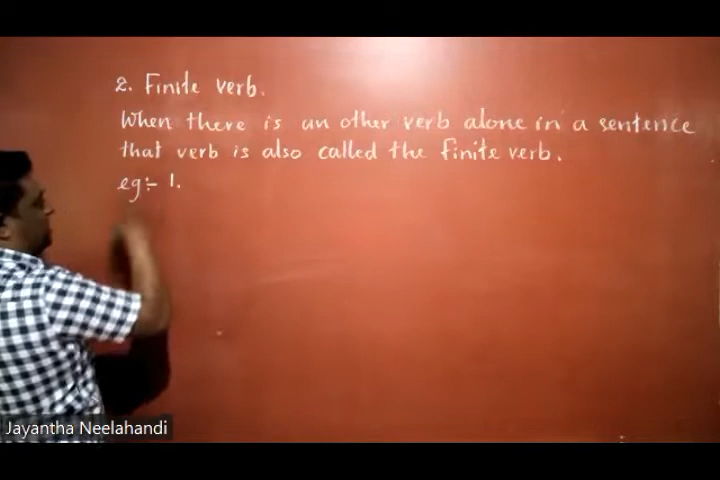 2. Finite verb.
When there is an other verb alone in a sentence
that verb is also called the finite verb.
eg:- 1.
Jayantha Neelahandi